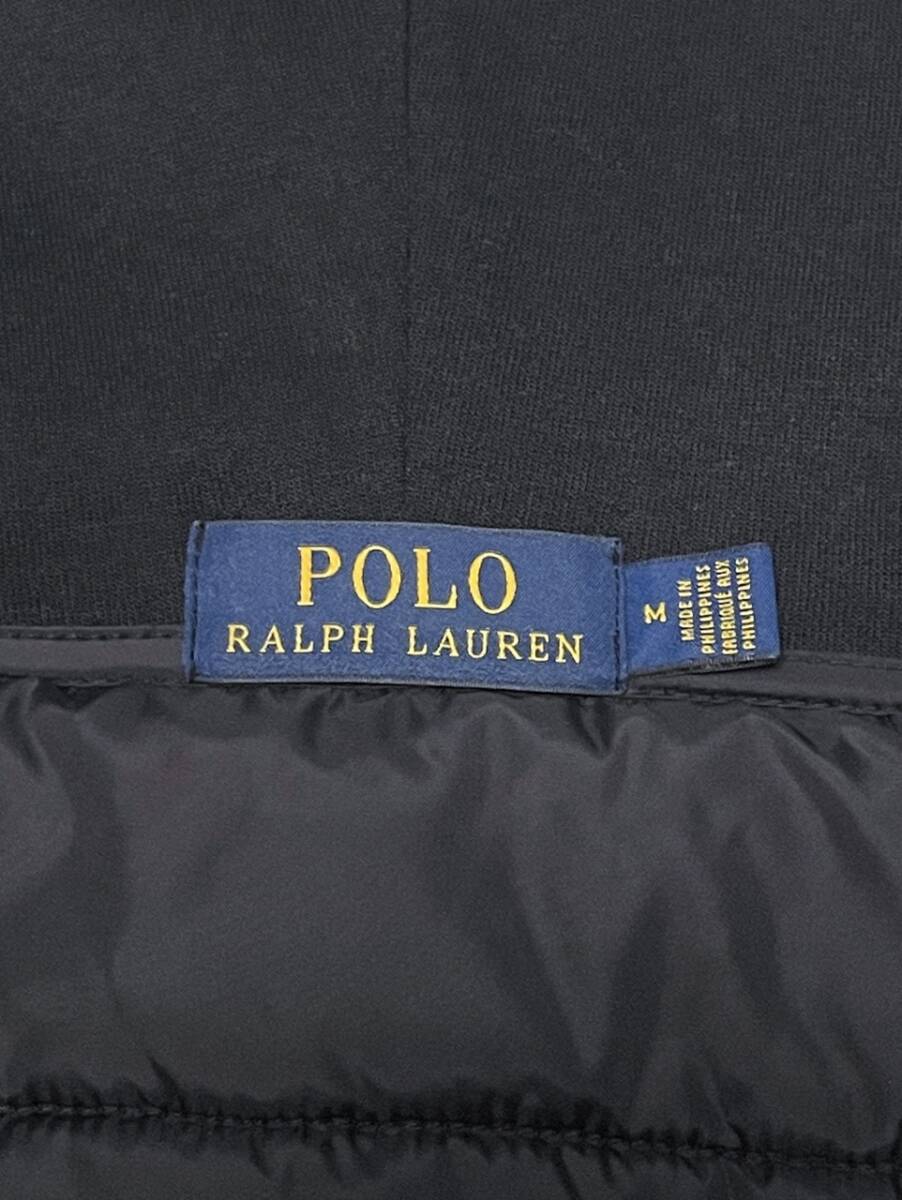 POLO
RALPH LAUREN
M
MADE IN
PHILIPPINES
FABRIQUÉ AUX
PHILIPPINES